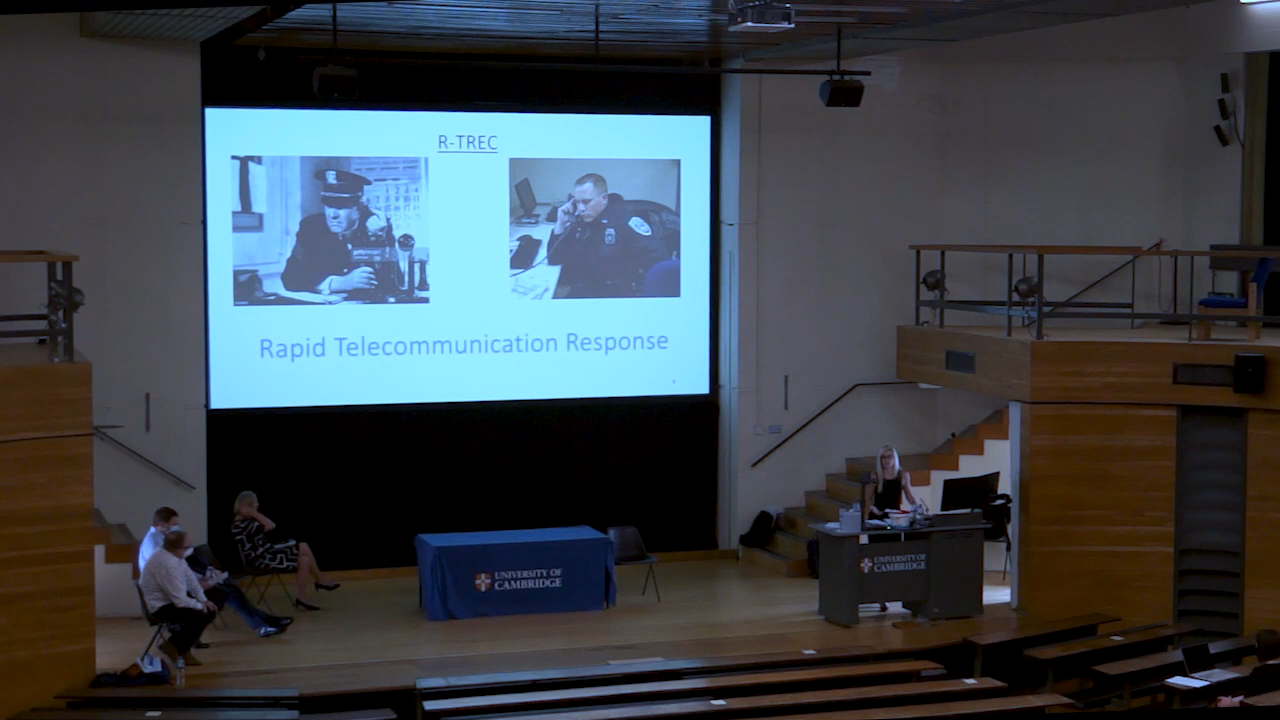 R-TREC
Rapid Telecommunication Response
UNIVERSITY OF
CAMBRIDGE
UNIVERSITY OF
CAMBRIDGE